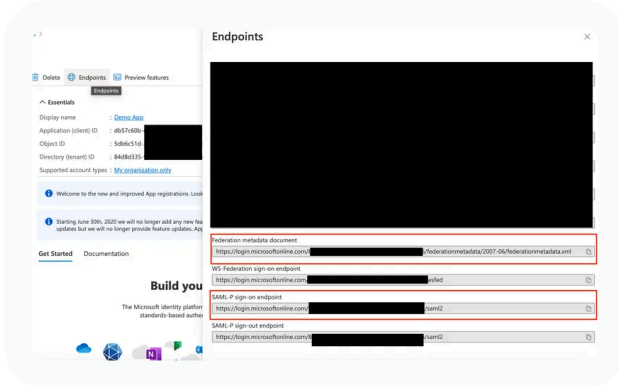 Endpoints
Delete Endpoints Preview features
Endpoints
Essentials
Display name : Demo App
Application (client) ID : db57c60b-
Object ID : 5db6c51d-
Directory (tenant) ID : 84d8d335-
Supported account types : My organization only
Welcome to the new and improved App registrations. Look
Starting June 30th, 2020 we will no longer add any new fea
updates but we will no longer provide feature updates. App
Get Started Documentation
Build you
The Microsoft identity platfor
standards-based authe
Federation metadata document
https://login.microsoftonline.com/ /federationmetadata/2007-06/federationmetadata.xml
WS-Federation sign-on endpoint
https://login.microsoftonline.com/ wsfed
SAML-P sign-on endpoint
https://login.microsoftonline.com/ /saml2
SAML-P sign-out endpoint
https://login.microsoftonline.com/8 /saml2